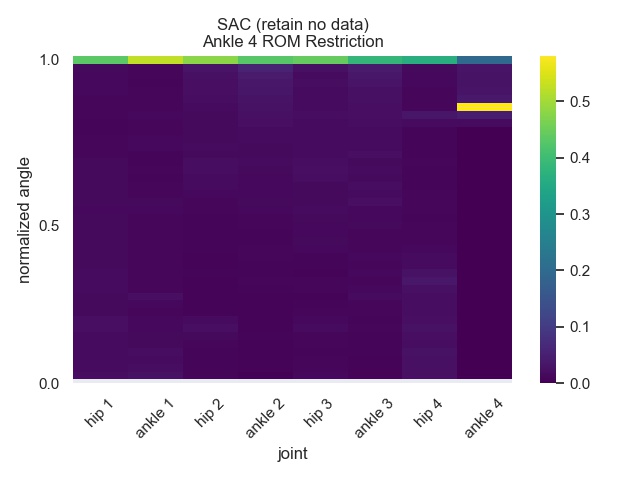 SAC (retain no data)
Ankle 4 ROM Restriction
1.0
0.5
0.0
normalized angle
hip 1
ankle 1
hip 2
ankle 2
hip 3
ankle 3
hip 4
ankle 4
joint
0.5
0.4
0.3
0.2
0.1
0.0